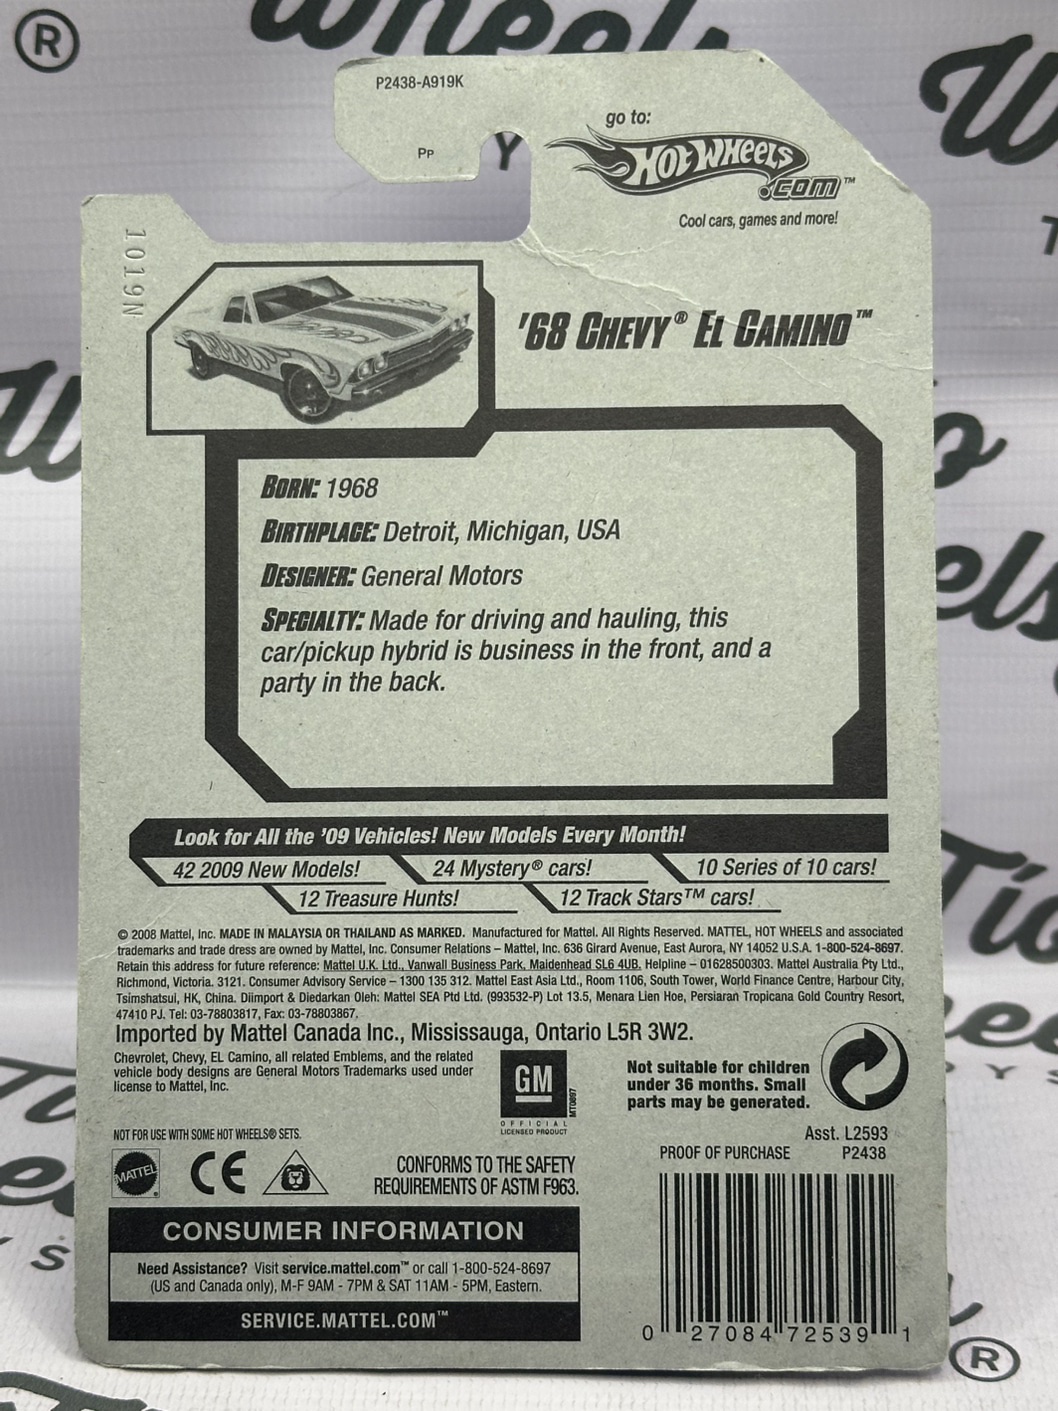 P2438-A919K
PP
go to:
HOT WHEELS
.COM™
Cool cars, games and more!
1019N
'68 CHEVY® EL CAMINO™
BORN: 1968
BIRTHPLACE: Detroit, Michigan, USA
DESIGNER: General Motors
SPECIALTY: Made for driving and hauling, this
car/pickup hybrid is business in the front, and a
party in the back.
Look for All the '09 Vehicles! New Models Every Month!
42 2009 New Models!
24 Mystery® cars!
10 Series of 10 cars!
12 Treasure Hunts!
12 Track Stars™ cars!
© 2008 Mattel, Inc. MADE IN MALAYSIA OR THAILAND AS MARKED. Manufactured for Mattel. All Rights Reserved. MATTEL, HOT WHEELS and associated
trademarks and trade dress are owned by Mattel, Inc. Consumer Relations – Mattel, Inc. 636 Girard Avenue, East Aurora, NY 14052 U.S.A. 1-800-524-8697.
Retain this address for future reference: Mattel U.K. Ltd., Vanwall Business Park, Maidenhead SL6 4UB. Helpline – 01628500303. Mattel Australia Pty Ltd.,
Richmond, Victoria. 3121. Consumer Advisory Service – 1300 135 312. Mattel East Asia Ltd., Room 1106, South Tower, World Finance Centre, Harbour City,
Tsimshatsui, HK, China. Diimport & Diedarkan Oleh: Mattel SEA Ptd Ltd. (993532-P) Lot 13.5, Menara Lien Hoe, Persiaran Tropicana Gold Country Resort,
47410 PJ. Tel: 03-78803817, Fax: 03-78803867.
Imported by Mattel Canada Inc., Mississauga, Ontario L5R 3W2.
Chevrolet, Chevy, EL Camino, all related Emblems, and the related
vehicle body designs are General Motors Trademarks used under
license to Mattel, Inc.
GM
MT0897
OFFICIAL
LICENSED PRODUCT
Not suitable for children
under 36 months. Small
parts may be generated.
NOT FOR USE WITH SOME HOT WHEELS® SETS.
Asst. L2593
PROOF OF PURCHASE P2438
MATTEL
CE
CONFORMS TO THE SAFETY
REQUIREMENTS OF ASTM F963.
CONSUMER INFORMATION
Need Assistance? Visit service.mattel.com™ or call 1-800-524-8697
(US and Canada only), M-F 9AM - 7PM & SAT 11AM - 5PM, Eastern.
SERVICE.MATTEL.COM™
0 27084 72539 1